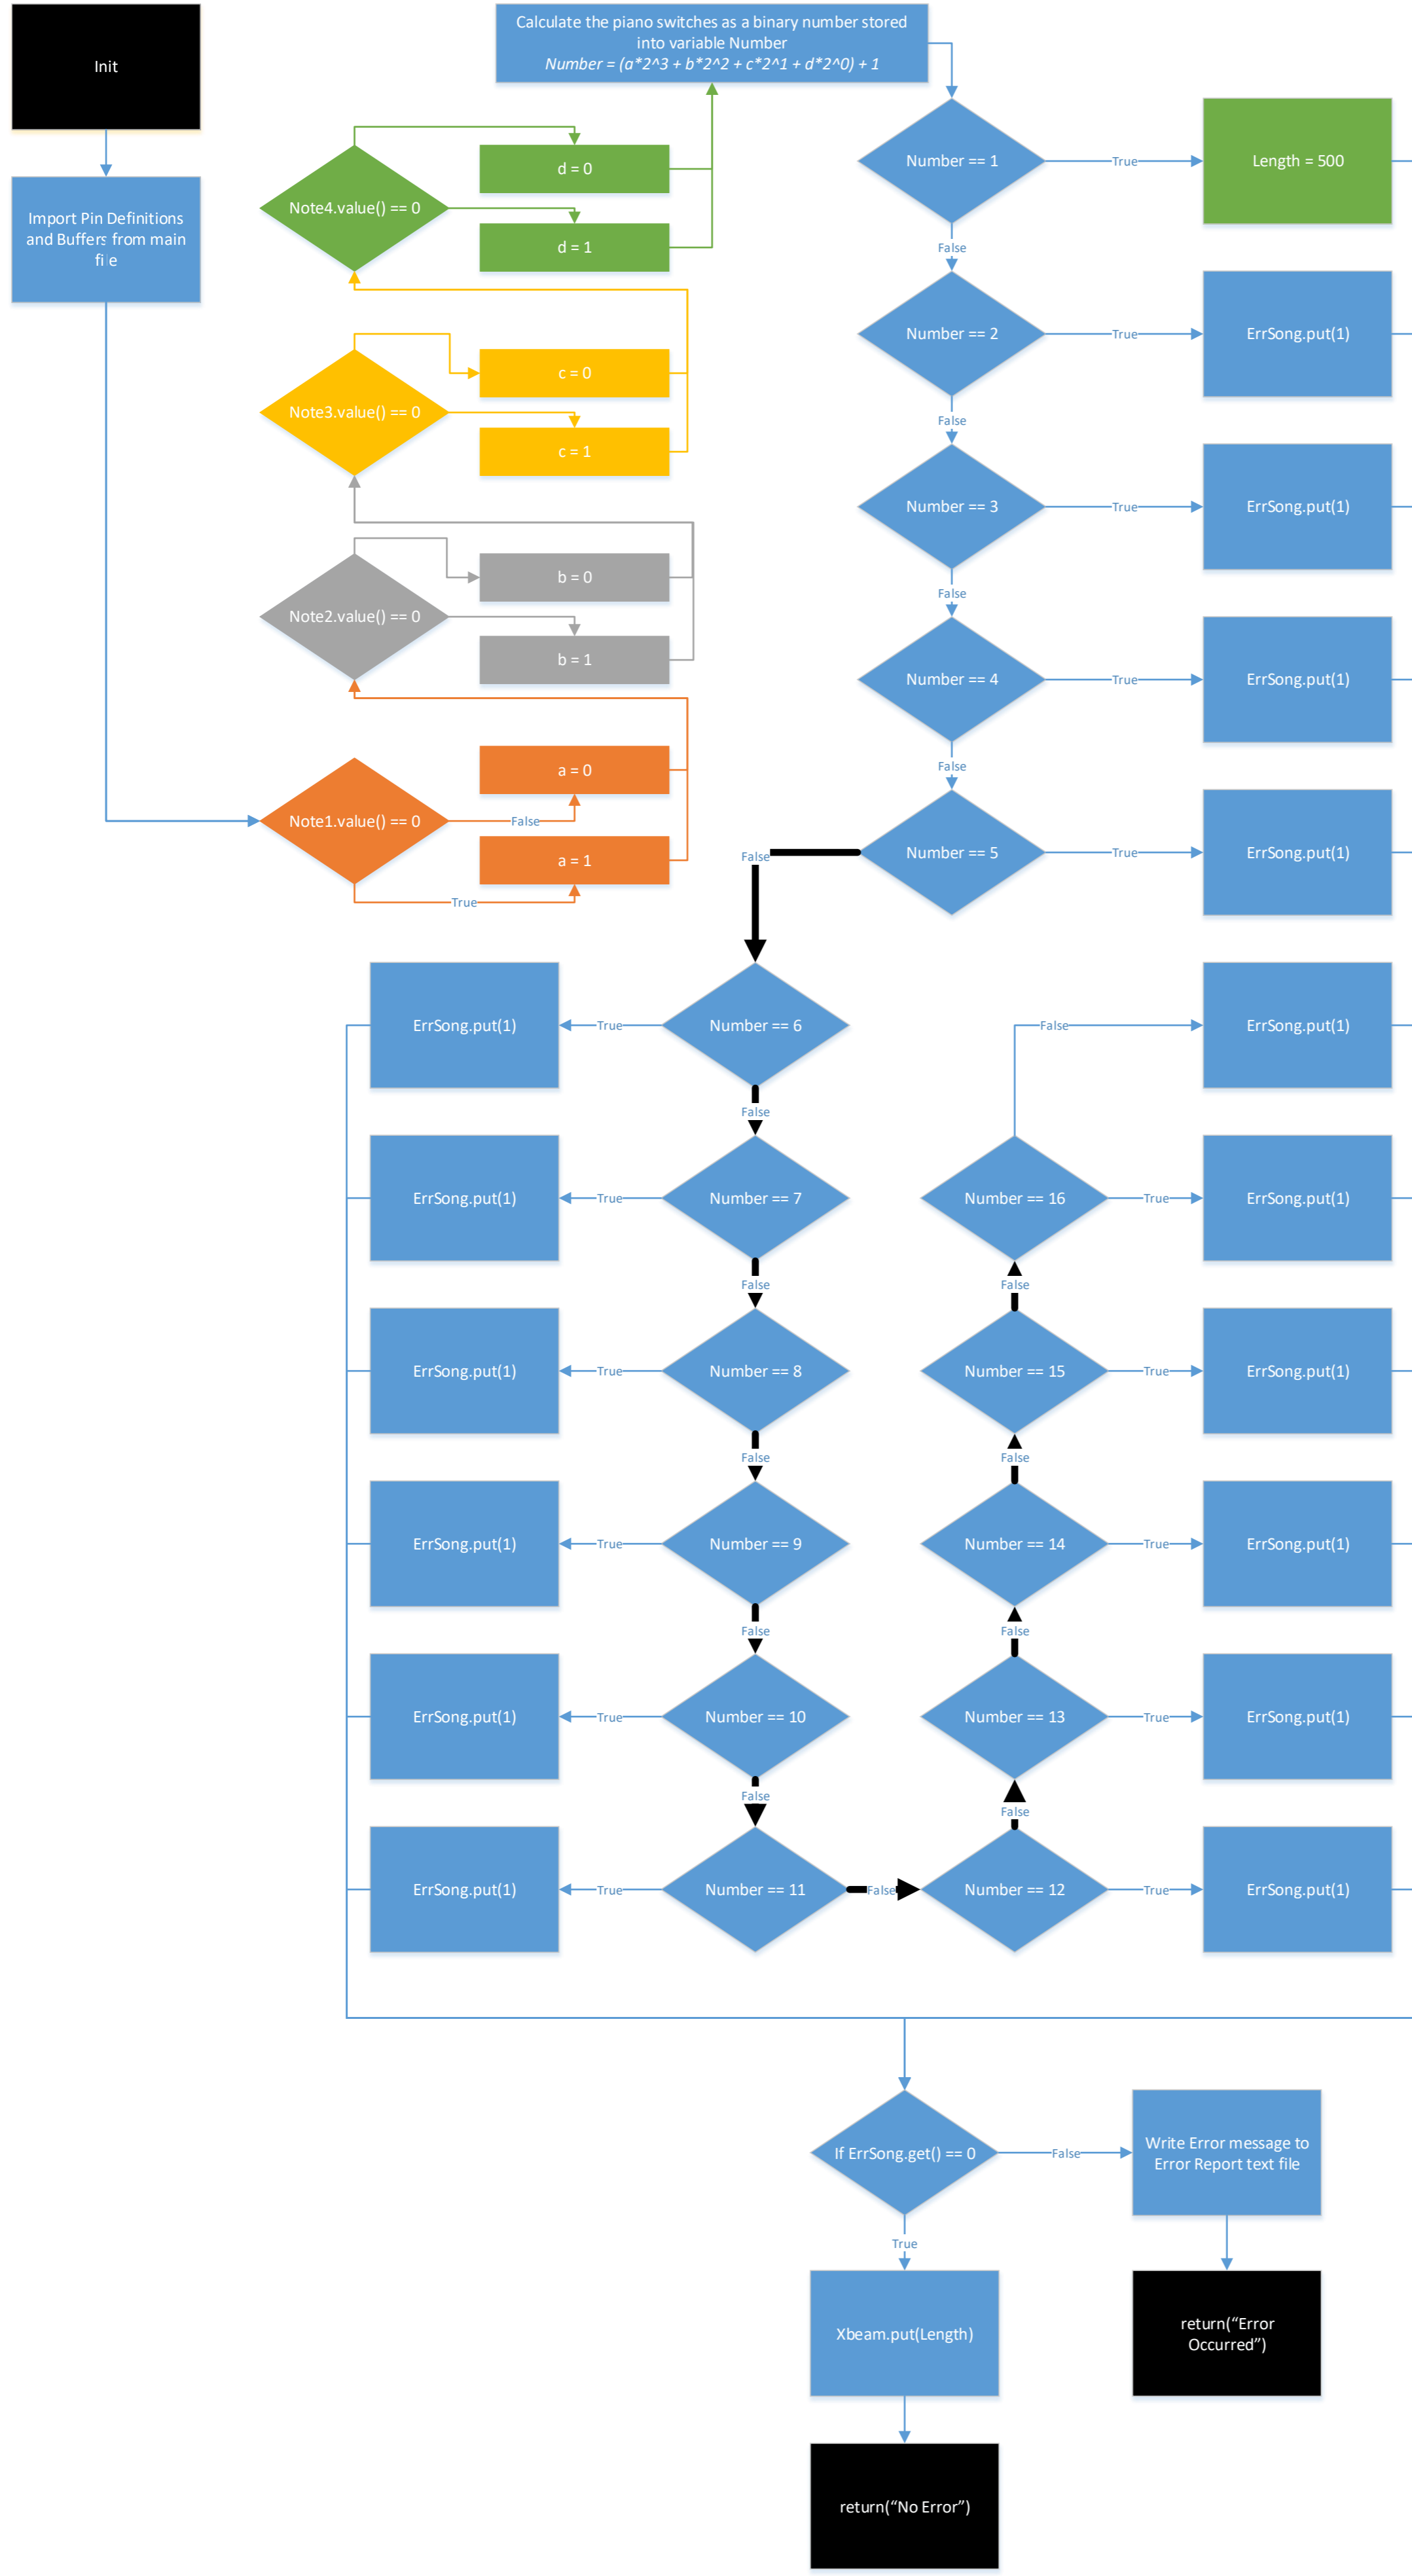 Init
Import Pin Definitions
and Buffers from main
file
Calculate the piano switches as a binary number stored
into variable Number
Number = (a*2^3 + b*2^2 + c*2^1 + d*2^0) + 1
Note4.value() == 0
d = 0
d = 1
Note3.value() == 0
c = 0
c = 1
Note2.value() == 0
b = 0
b = 1
Note1.value() == 0
a = 0
False
a = 1
True
Number == 1
True
Length = 500
False
Number == 2
True
ErrSong.put(1)
False
Number == 3
True
ErrSong.put(1)
False
Number == 4
True
ErrSong.put(1)
False
Number == 5
True
ErrSong.put(1)
False
Number == 6
True
ErrSong.put(1)
False
Number == 7
True
ErrSong.put(1)
False
Number == 8
True
ErrSong.put(1)
False
Number == 9
True
ErrSong.put(1)
False
Number == 10
True
ErrSong.put(1)
False
Number == 11
True
ErrSong.put(1)
False
Number == 12
True
ErrSong.put(1)
False
Number == 13
True
ErrSong.put(1)
False
Number == 14
True
ErrSong.put(1)
False
Number == 15
True
ErrSong.put(1)
False
Number == 16
True
ErrSong.put(1)
False
ErrSong.put(1)
If ErrSong.get() == 0
False
Write Error message to
Error Report text file
True
Xbeam.put(Length)
return(“Error
Occurred”)
return(“No Error”)